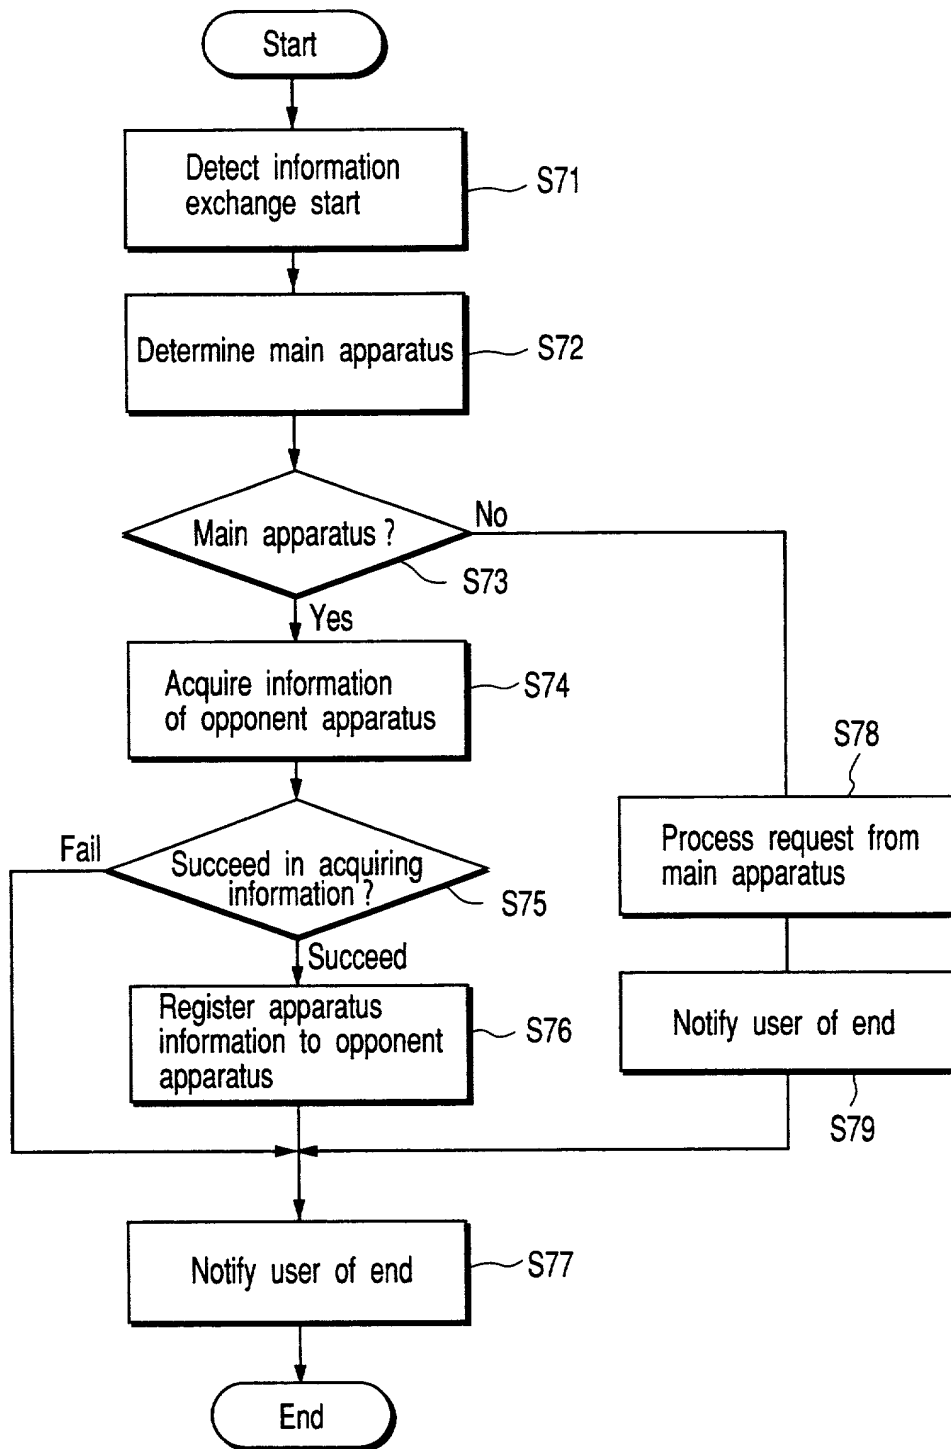 Start
Detect information
exchange start
S71
Determine main apparatus
S72
Main apparatus ?
No
S73
Yes
Acquire information
of opponent apparatus
S74
S78
Process request from
main apparatus
Fail
Succeed in acquiring
information ?
S75
Succeed
Register apparatus
information to opponent
apparatus
S76
Notify user of end
S79
Notify user of end
S77
End